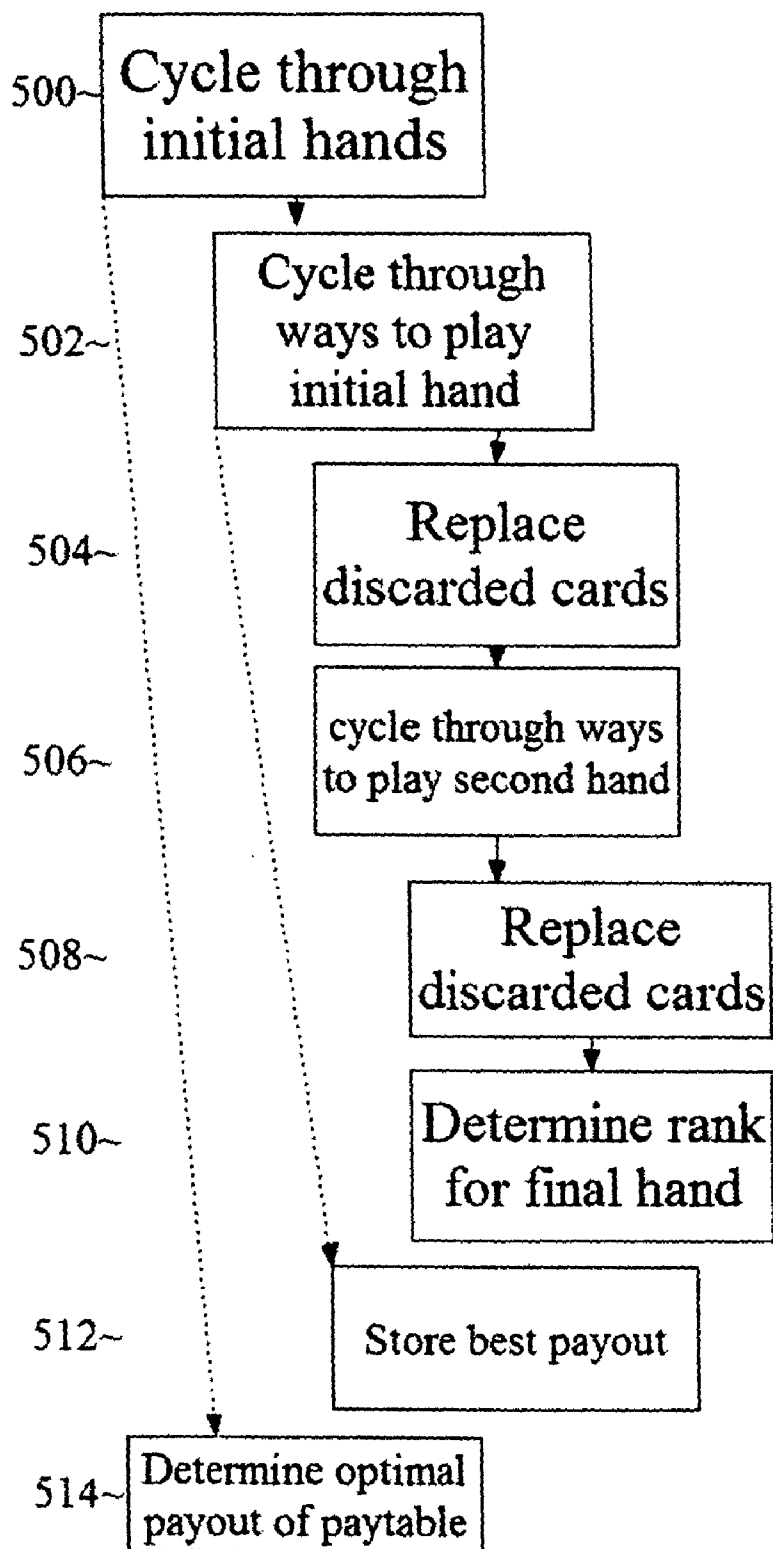 500~
Cycle through
initial hands
502~
Cycle through
ways to play
initial hand
504~
Replace
discarded cards
506~
cycle through ways
to play second hand
508~
Replace
discarded cards
510~
Determine rank
for final hand
512~
Store best payout
514~
Determine optimal
payout of paytable